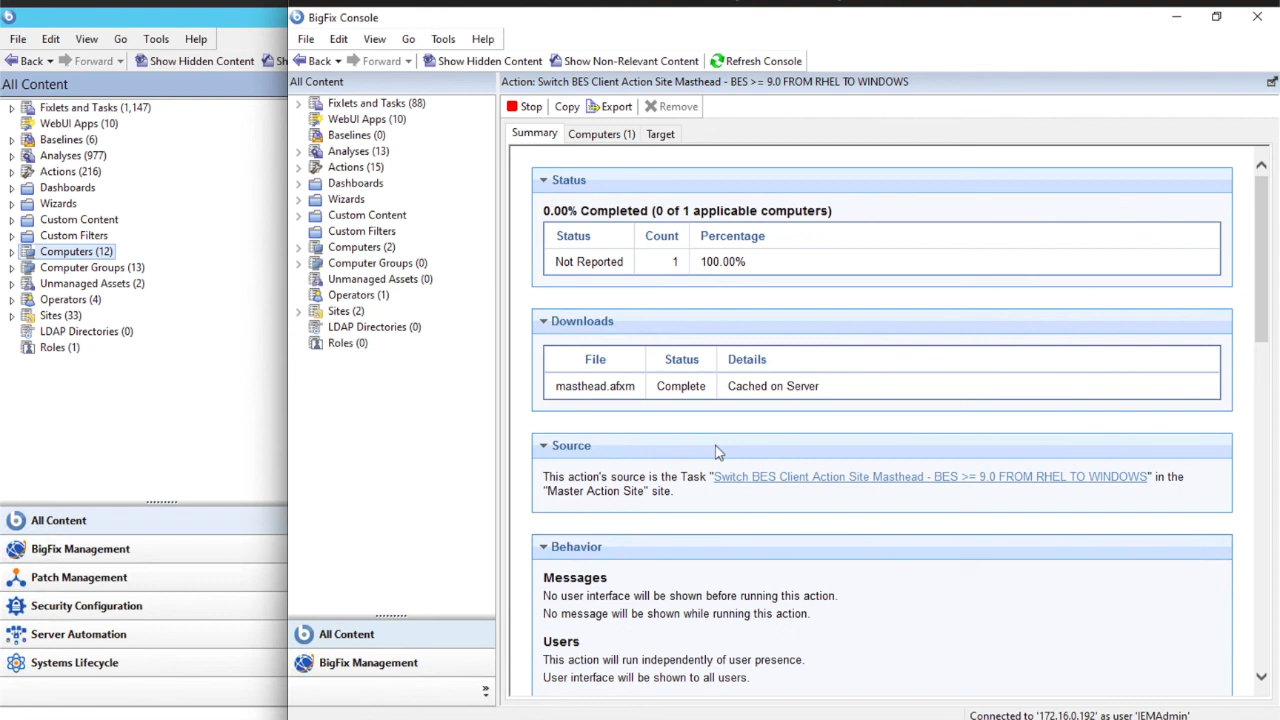 File Edit View Go Tools Help
Back Forward Show Hidden Content Sh
All Content
Fixlets and Tasks (1,147)
WebUI Apps (10)
Baselines (6)
Analyses (977)
Actions (216)
Dashboards
Wizards
Custom Content
Custom Filters
Computers (12)
Computer Groups (13)
Unmanaged Assets (2)
Operators (4)
Sites (33)
LDAP Directories (0)
Roles (1)
All Content
BigFix Management
Patch Management
Security Configuration
Server Automation
Systems Lifecycle
BigFix Console
File Edit View Go Tools Help
Back Forward Show Hidden Content Show Non-Relevant Content Refresh Console
All Content
Fixlets and Tasks (88)
WebUI Apps (10)
Baselines (0)
Analyses (13)
Actions (15)
Dashboards
Wizards
Custom Content
Custom Filters
Computers (2)
Computer Groups (0)
Unmanaged Assets (0)
Operators (1)
Sites (2)
LDAP Directories (0)
Roles (0)
All Content
BigFix Management
»
Action: Switch BES Client Action Site Masthead - BES >= 9.0 FROM RHEL TO WINDOWS
Stop Copy Export Remove
Summary Computers (1) Target
Status
0.00% Completed (0 of 1 applicable computers)
Status Count Percentage
Not Reported 1 100.00%
Downloads
File Status Details
masthead.afxm Complete Cached on Server
Source
This action's source is the Task "Switch BES Client Action Site Masthead - BES >= 9.0 FROM RHEL TO WINDOWS" in the
"Master Action Site" site.
Behavior
Messages
No user interface will be shown before running this action.
No message will be shown while running this action.
Users
This action will run independently of user presence.
User interface will be shown to all users.
Connected to '172.16.0.192' as user 'IEMAdmin'